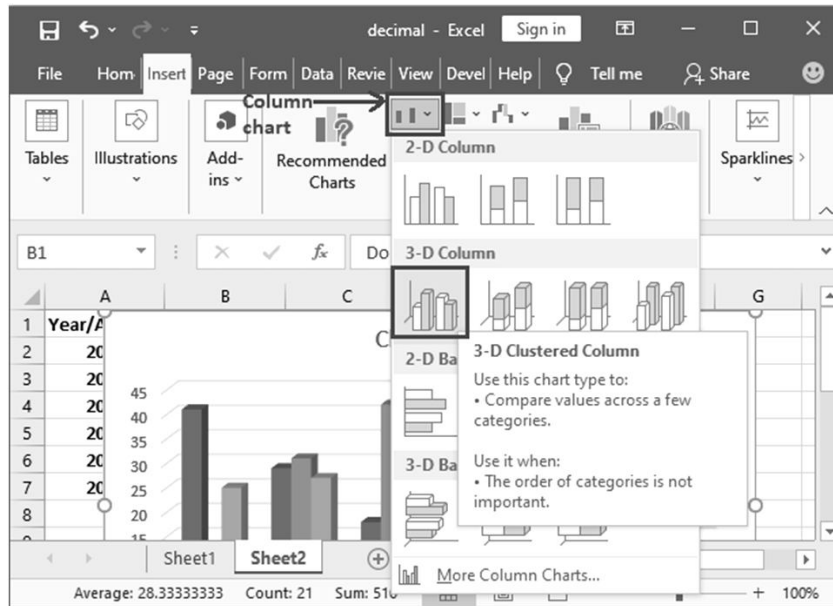 decimal - Excel Sign in
File Hom Insert Page Form Data Revie View Devel Help Tell me Share
Column
chart
Tables Illustrations Add-
ins Recommended
Charts Sparklines
2-D Column
B1 fx Do
3-D Column
A B C G
1 Year/A
2 20
3 20
4 20
5 20
6 20
7 20
8
C
45
40
35
30
25
20
15
3-D Clustered Column
Use this chart type to:
• Compare values across a few
categories.
Use it when:
• The order of categories is not
important.
2-D Ba
3-D Ba
More Column Charts...
Sheet1 Sheet2
Average: 28.33333333 Count: 21 Sum: 510 100%